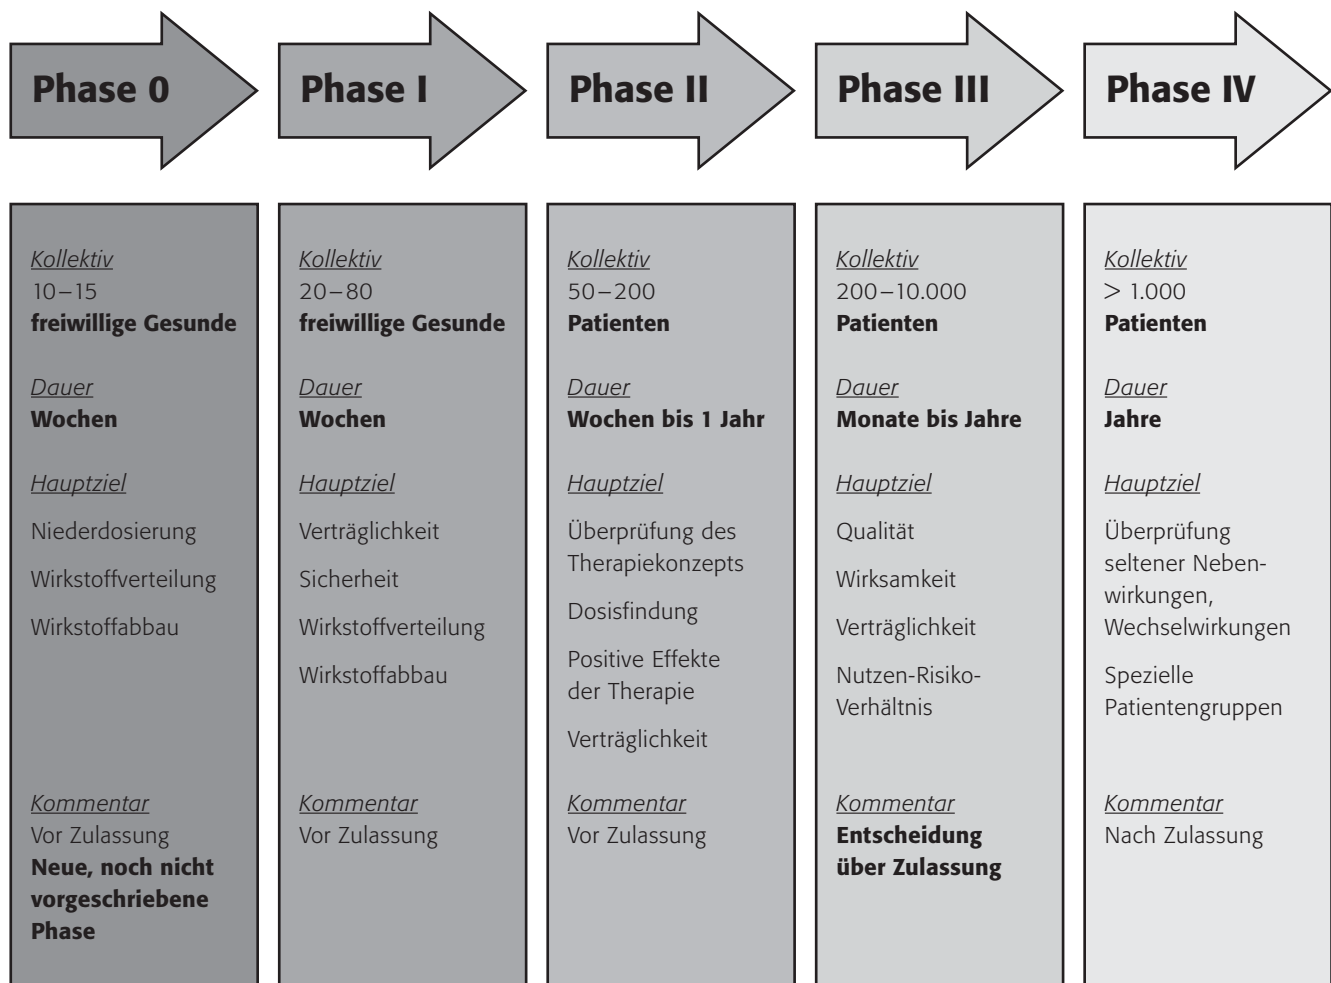 Phase 0
Phase I
Phase II
Phase III
Phase IV
Kollektiv
10–15
freiwillige Gesunde
Dauer
Wochen
Hauptziel
Niederdosierung
Wirkstoffverteilung
Wirkstoffabbau
Kommentar
Vor Zulassung
Neue, noch nicht
vorgeschriebene
Phase
Kollektiv
20–80
freiwillige Gesunde
Dauer
Wochen
Hauptziel
Verträglichkeit
Sicherheit
Wirkstoffverteilung
Wirkstoffabbau
Kommentar
Vor Zulassung
Kollektiv
50–200
Patienten
Dauer
Wochen bis 1 Jahr
Hauptziel
Überprüfung des
Therapiekonzepts
Dosisfindung
Positive Effekte
der Therapie
Verträglichkeit
Kommentar
Vor Zulassung
Kollektiv
200–10.000
Patienten
Dauer
Monate bis Jahre
Hauptziel
Qualität
Wirksamkeit
Verträglichkeit
Nutzen-Risiko-
Verhältnis
Kommentar
Entscheidung
über Zulassung
Kollektiv
> 1.000
Patienten
Dauer
Jahre
Hauptziel
Überprüfung
seltener Neben-
wirkungen,
Wechselwirkungen
Spezielle
Patientengruppen
Kommentar
Nach Zulassung